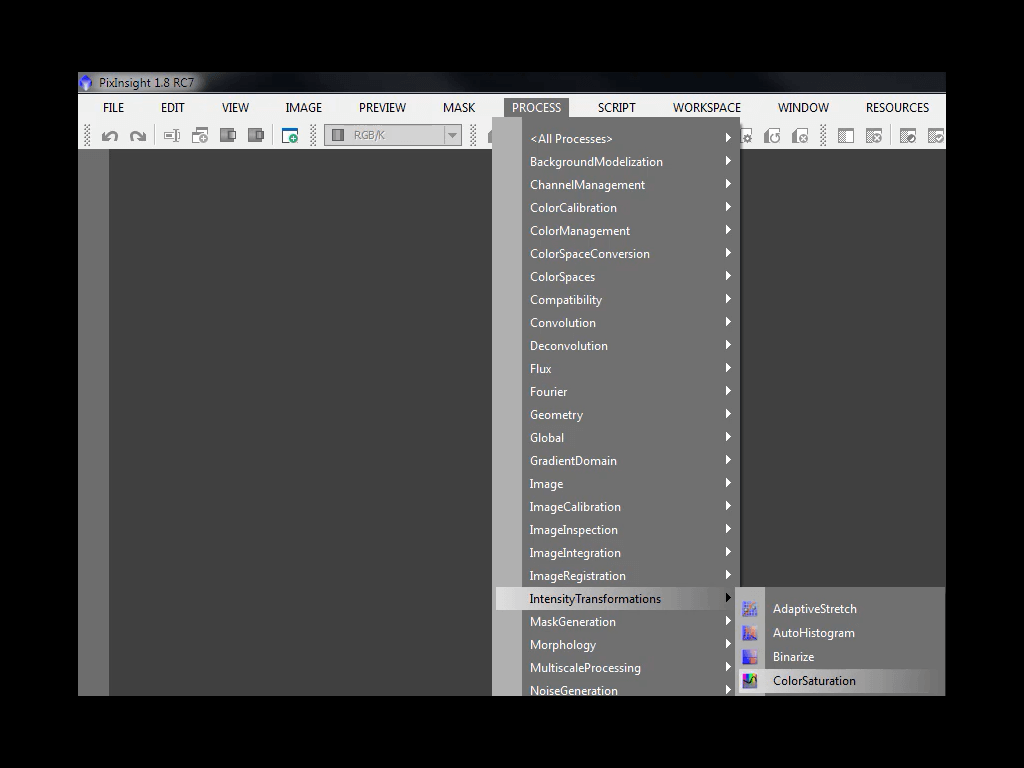 PixInsight 1.8 RC7
FILE EDIT VIEW IMAGE PREVIEW MASK PROCESS SCRIPT WORKSPACE WINDOW RESOURCES
RGB/K
<All Processes>
BackgroundModelization
ChannelManagement
ColorCalibration
ColorManagement
ColorSpaceConversion
ColorSpaces
Compatibility
Convolution
Deconvolution
Flux
Fourier
Geometry
Global
GradientDomain
Image
ImageCalibration
ImageInspection
ImageIntegration
ImageRegistration
IntensityTransformations
MaskGeneration
Morphology
MultiscaleProcessing
NoiseGeneration
AdaptiveStretch
AutoHistogram
Binarize
ColorSaturation